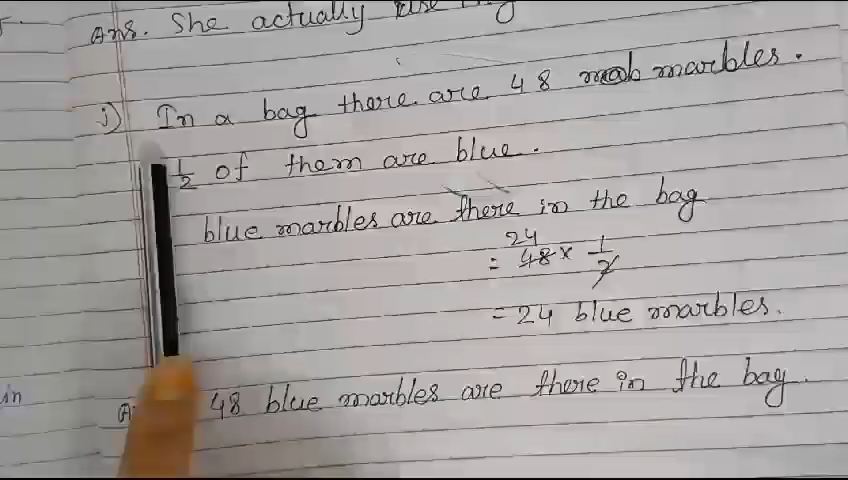 Ans. She actually
j) In a bag there are 48 marbles.
1/2 of them are blue.
blue marbles are there in the bag
24
= 48 x 1/2
= 24 blue marbles.
48 blue marbles are there in the bag.
in